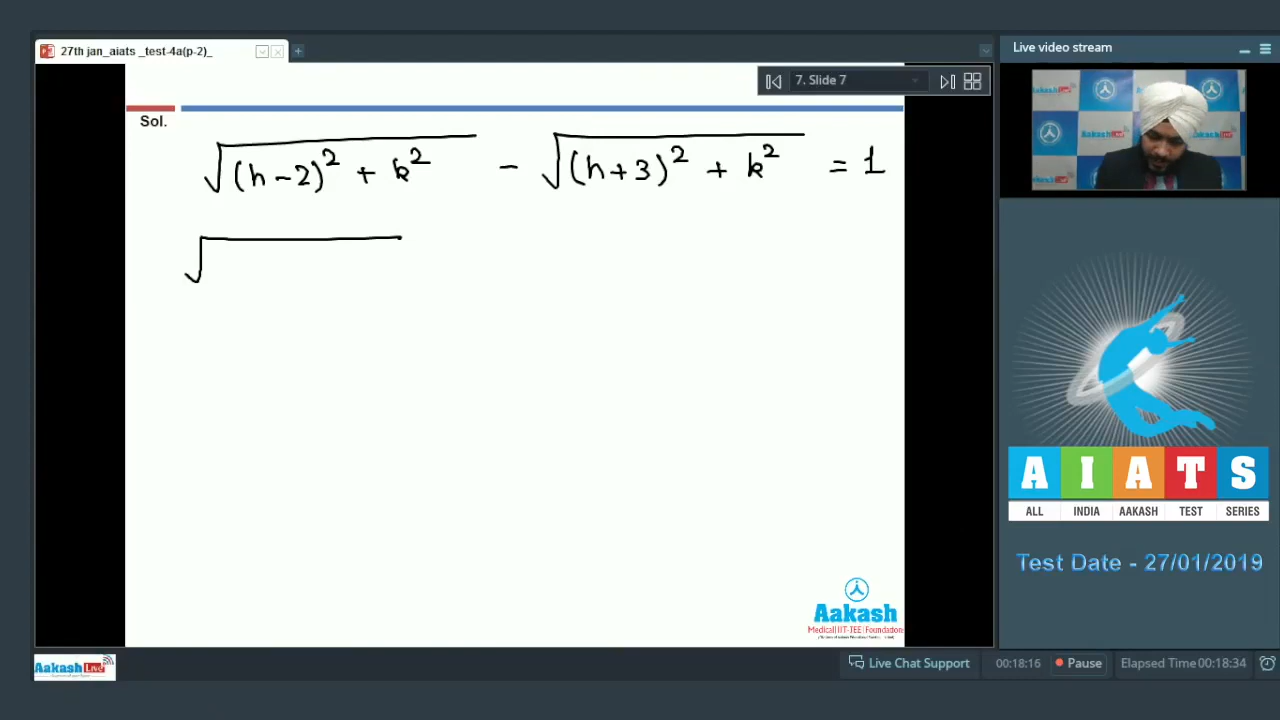 27th jan_aiats _test-4a(p-2)_
Live video stream
7. Slide 7
Sol.
√(h-2)² + k² - √(h+3)² + k² = 1
√
A I A T S
ALL INDIA AAKASH TEST SERIES
Test Date - 27/01/2019
Aakash
Medical|IIT-JEE|Foundations
Aakash Live
Live Chat Support
00:18:16
Pause
Elapsed Time 00:18:34